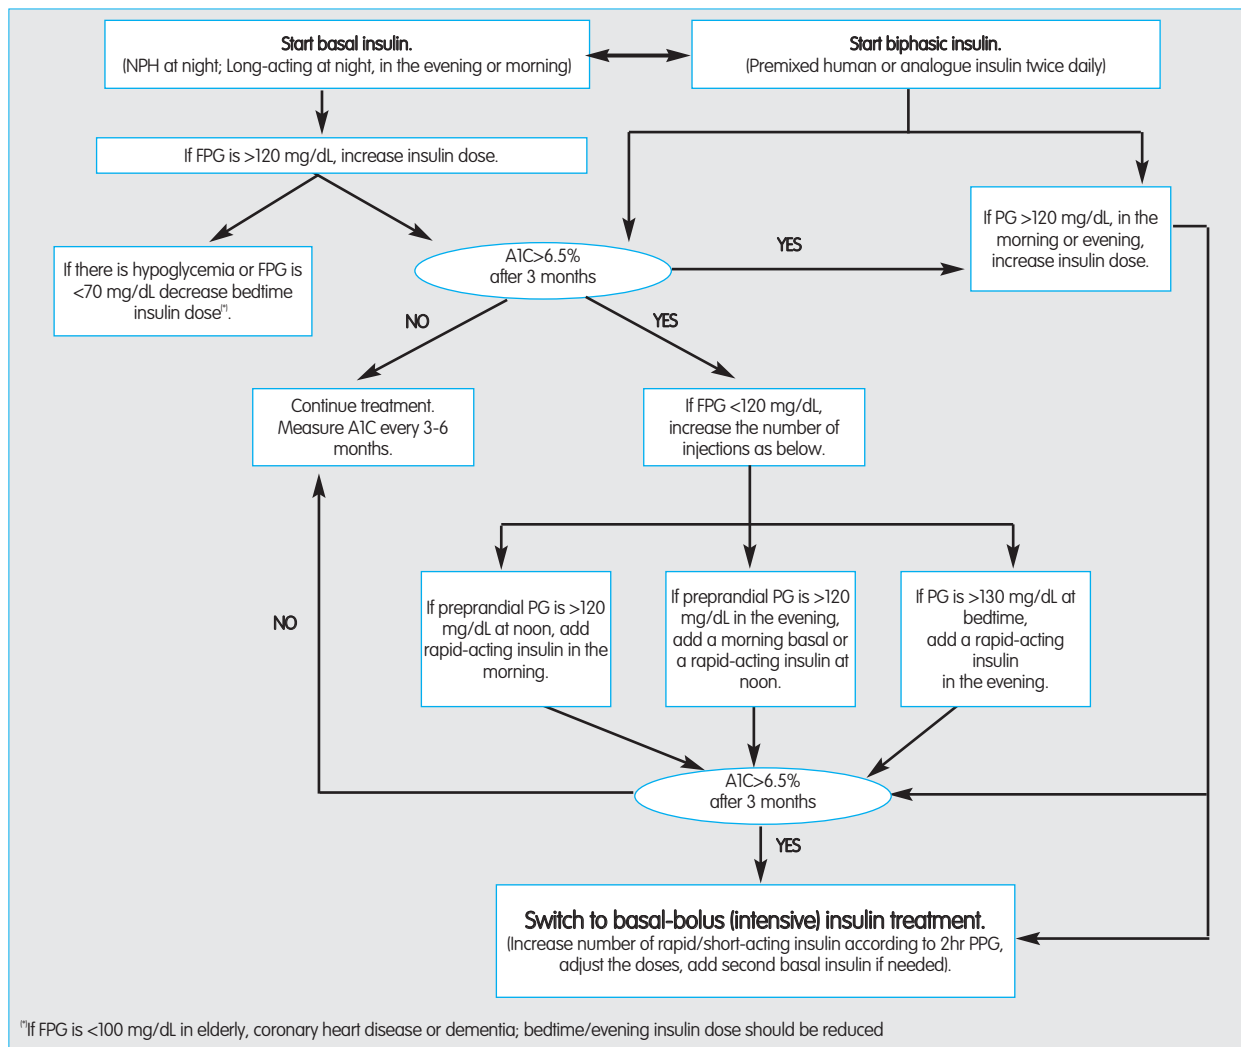 Start basal insulin.
(NPH at night; Long-acting at night, in the evening or morning)
Start biphasic insulin.
(Premixed human or analogue insulin twice daily)
If FPG is >120 mg/dL, increase insulin dose.
If PG >120 mg/dL, in the
morning or evening,
increase insulin dose.
If there is hypoglycemia or FPG is
<70 mg/dL decrease bedtime
insulin dose(*).
A1C>6.5%
after 3 months
YES
NO
YES
Continue treatment.
Measure A1C every 3-6
months.
If FPG <120 mg/dL,
increase the number of
injections as below.
If preprandial PG is >120
mg/dL at noon, add
rapid-acting insulin in the
morning.
If preprandial PG is >120
mg/dL in the evening,
add a morning basal or
a rapid-acting insulin at
noon.
If PG is >130 mg/dL at
bedtime,
add a rapid-acting
insulin
in the evening.
NO
A1C>6.5%
after 3 months
YES
Switch to basal-bolus (intensive) insulin treatment.
(Increase number of rapid/short-acting insulin according to 2hr PPG,
adjust the doses, add second basal insulin if needed).
(*)If FPG is <100 mg/dL in elderly, coronary heart disease or dementia; bedtime/evening insulin dose should be reduced